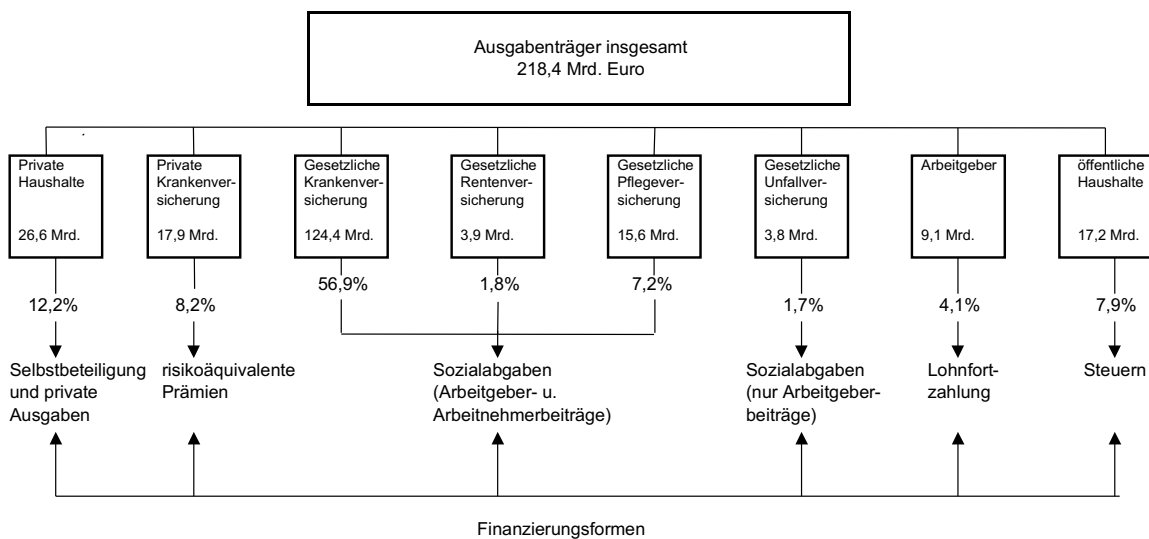 Ausgabenträger insgesamt
218,4 Mrd. Euro
Private
Haushalte
26,6 Mrd.
Private
Krankenver-
sicherung
17,9 Mrd.
Gesetzliche
Krankenver-
sicherung
124,4 Mrd.
Gesetzliche
Rentenver-
sicherung
3,9 Mrd.
Gesetzliche
Pflegever-
sicherung
15,6 Mrd.
Gesetzliche
Unfallver-
sicherung
3,8 Mrd.
Arbeitgeber
9,1 Mrd.
öffentliche
Haushalte
17,2 Mrd.
12,2%
8,2%
56,9%
1,8%
7,2%
1,7%
4,1%
7,9%
Selbstbeteiligung
und private
Ausgaben
risikoäquivalente
Prämien
Sozialabgaben
(Arbeitgeber- u.
Arbeitnehmerbeiträge)
Sozialabgaben
(nur Arbeitgeber-
beiträge)
Lohnfort-
zahlung
Steuern
Finanzierungsformen